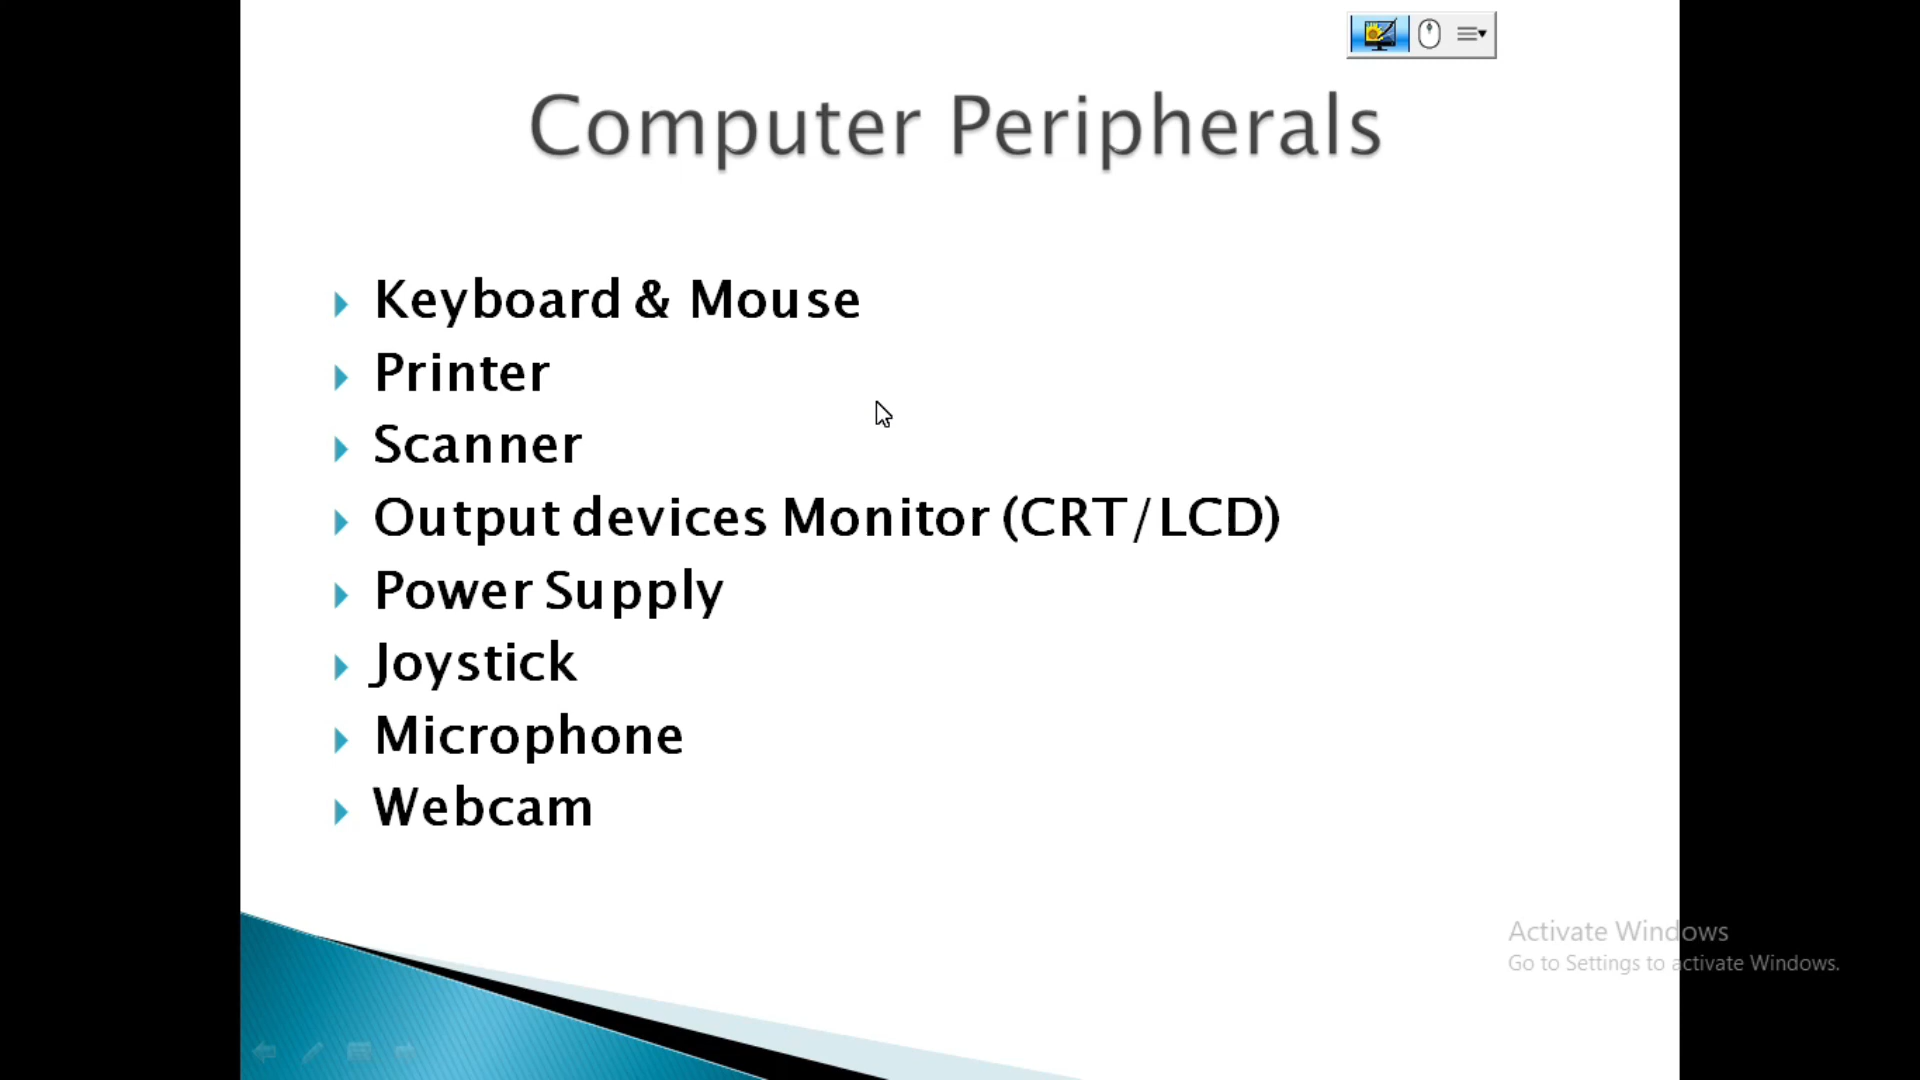 Computer Peripherals
Keyboard & Mouse
Printer
Scanner
Output devices Monitor (CRT/LCD)
Power Supply
Joystick
Microphone
Webcam
Activate Windows
Go to Settings to activate Windows.